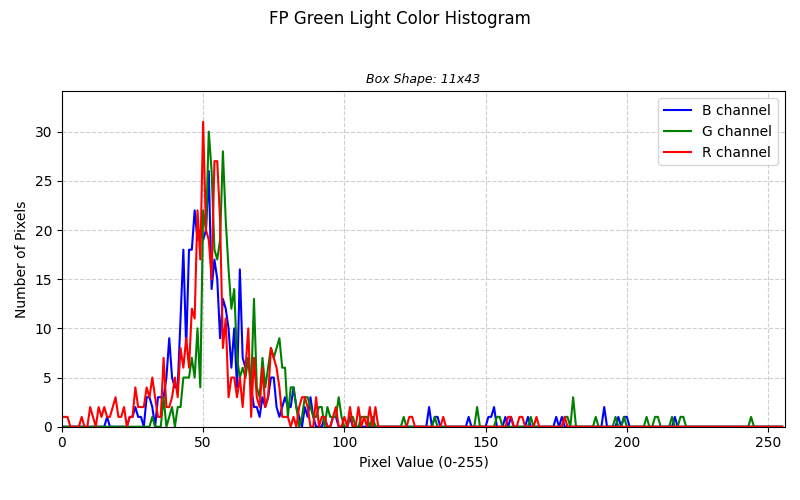 FP Green Light Color Histogram
Box Shape: 11x43
B channel
G channel
R channel
Number of Pixels
30
25
20
15
10
5
0
0 50 100 150 200 250
Pixel Value (0-255)